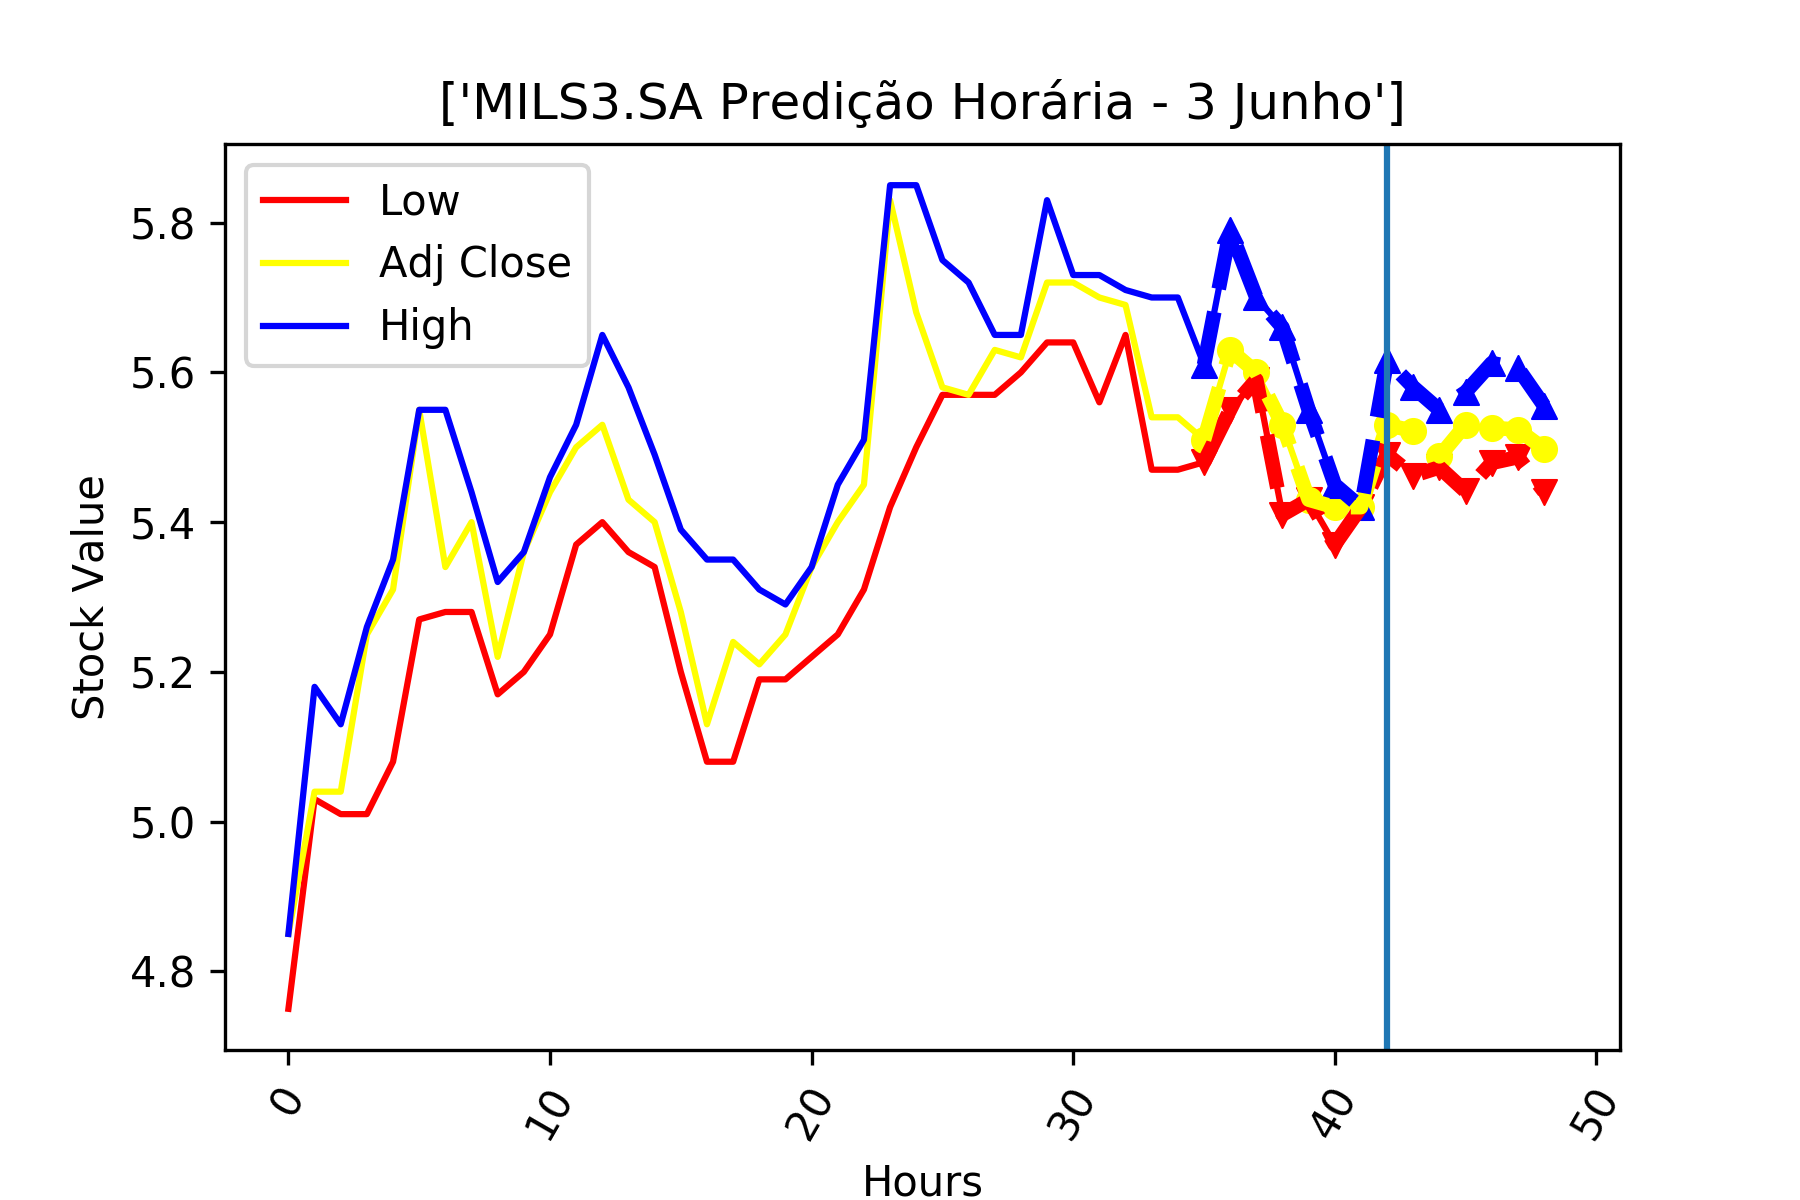 ['MILS3.SA Predição Horária - 3 Junho']
Low
Adj Close
High
Stock Value
5.8
5.6
5.4
5.2
5.0
4.8
0
10
20
30
40
50
Hours